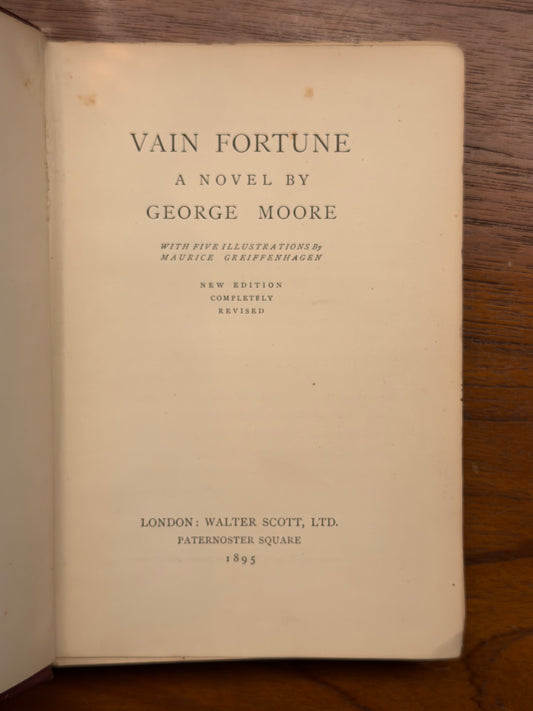 VAIN FORTUNE
A NOVEL BY
GEORGE MOORE
WITH FIVE ILLUSTRATIONS By
MAURICE GREIFFENHAGEN
NEW EDITION
COMPLETELY
REVISED
LONDON: WALTER SCOTT, LTD.
PATERNOSTER SQUARE
1895